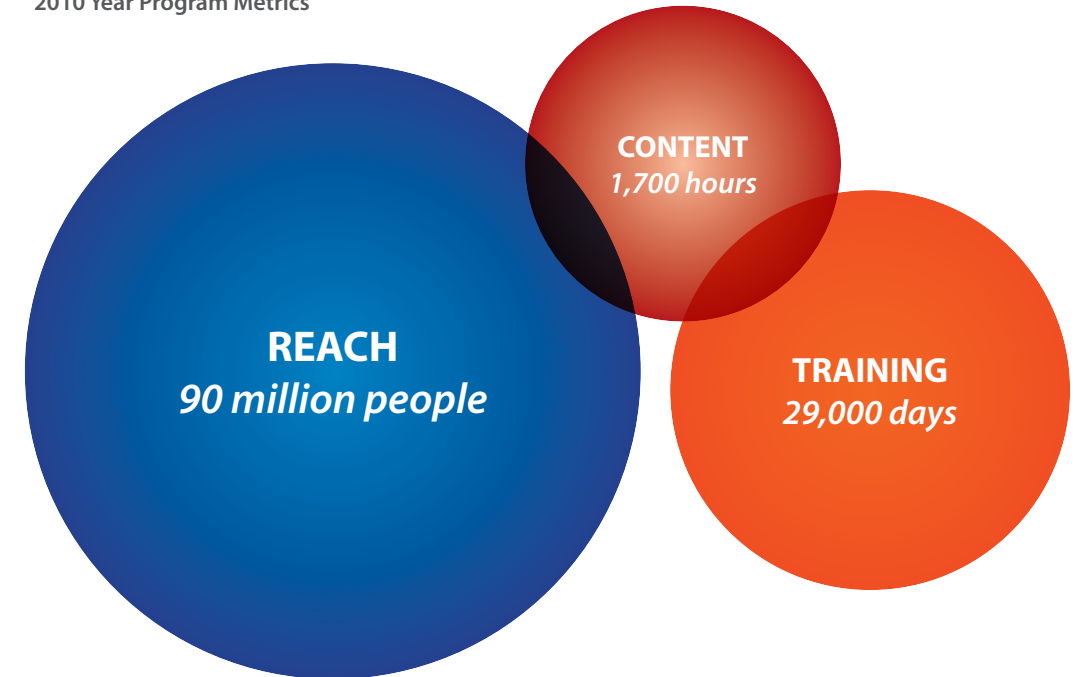 2010 Year Program Metrics
CONTENT
1,700 hours
REACH
90 million people
TRAINING
29,000 days